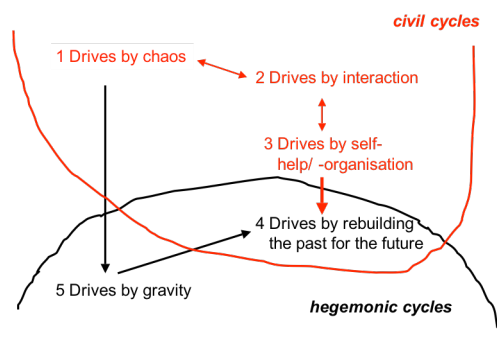 civil cycles
1 Drives by chaos
2 Drives by interaction
3 Drives by self-
help/ -organisation
4 Drives by rebuilding
the past for the future
5 Drives by gravity
hegemonic cycles